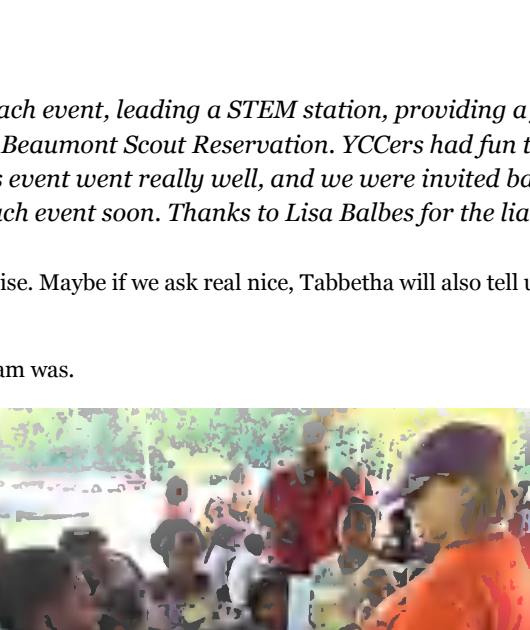 ach event, leading a STEM station, providing a
Beaumont Scout Reservation. YCCers had fun t
s event went really well, and we were invited ba
ch event soon. Thanks to Lisa Balbes for the lia
ise. Maybe if we ask real nice, Tabbetha will also tell u
am was.